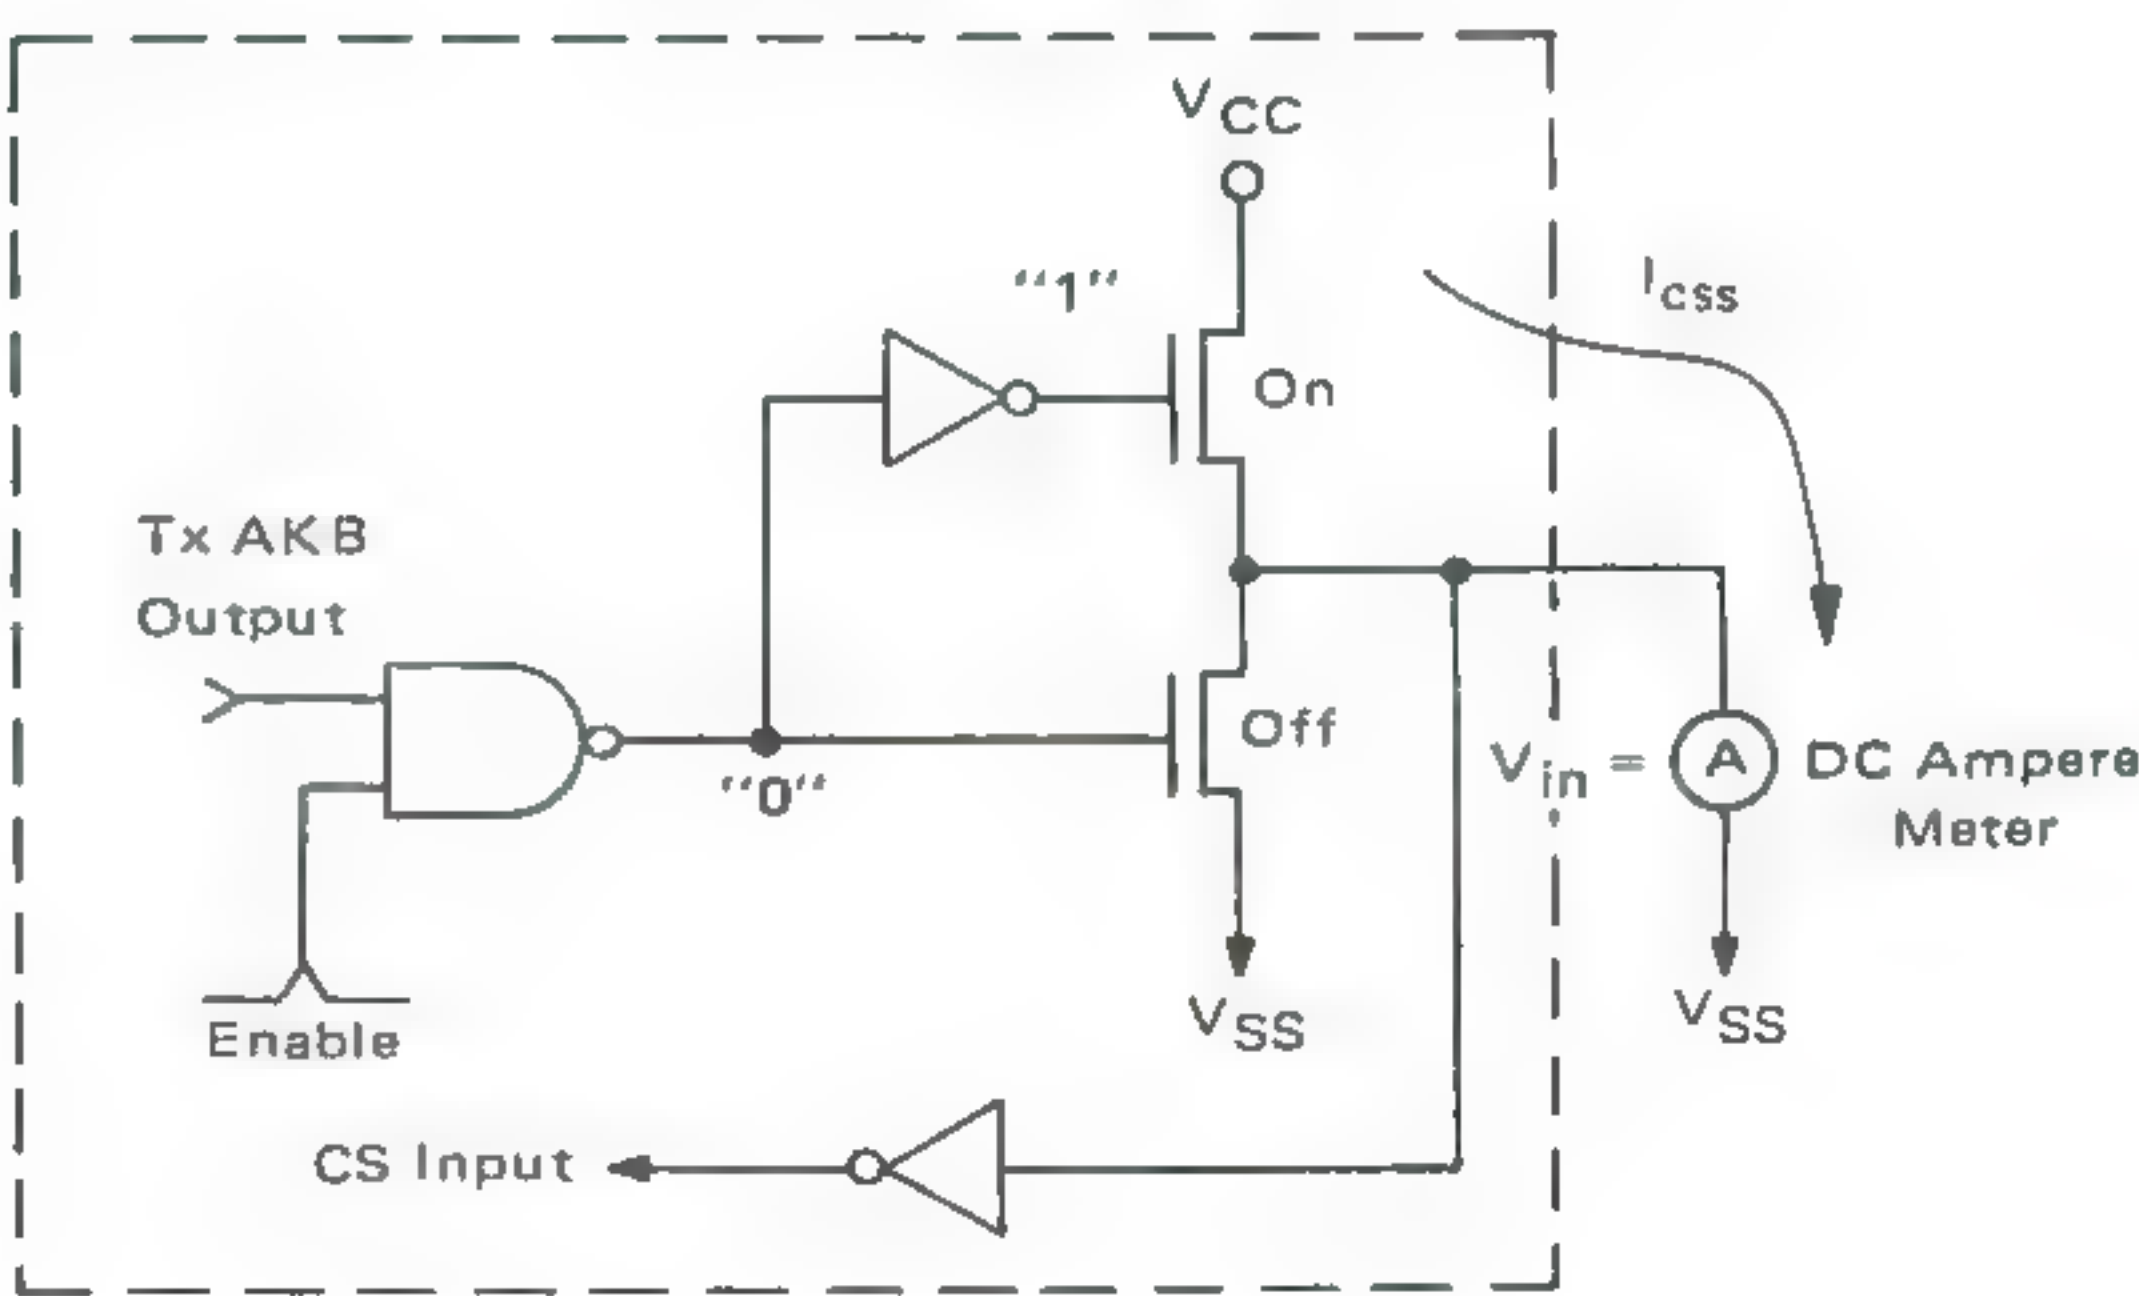 VCC
"1"
Icss
On
Tx AKB
Output
Off
Vin =
A
DC Ampere
Meter
"0"
VSS
VSS
Enable
CS Input